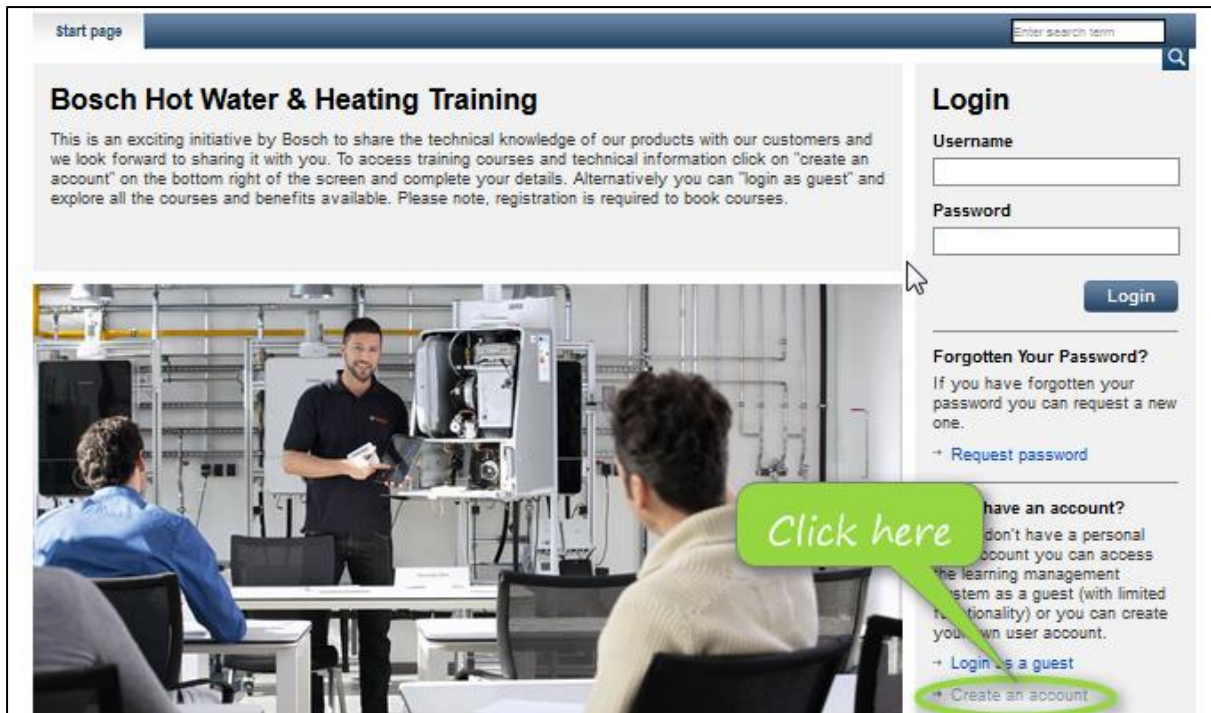 Start page
Enter search term
Bosch Hot Water & Heating Training
This is an exciting initiative by Bosch to share the technical knowledge of our products with our customers and
we look forward to sharing it with you. To access training courses and technical information click on "create an
account" on the bottom right of the screen and complete your details. Alternatively you can "login as guest" and
explore all the courses and benefits available. Please note, registration is required to book courses.
Login
Username
Password
Login
Forgotten Your Password?
If you have forgotten your
password you can request a new
one.
Request password
Click here
have an account?
don't have a personal
account you can access
the learning management
system as a guest (with limited
functionality) or you can create
your own user account.
Login as a guest
Create an account